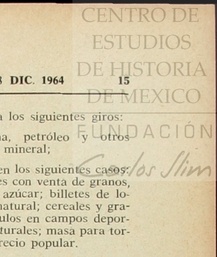 CENTRO DE
ESTUDIOS
DE HISTORIA
DE MEXICO
FUNDACIÓN
Carlos Slim
DIC. 1964 15
los siguientes giros:
petróleo y otros
mineral;
en los siguientes casos:
es con venta de granos,
azúcar; billetes de lo-
natural; cereales y gra-
ulos en campos depor-
turales; masa para tor-
recio popular.